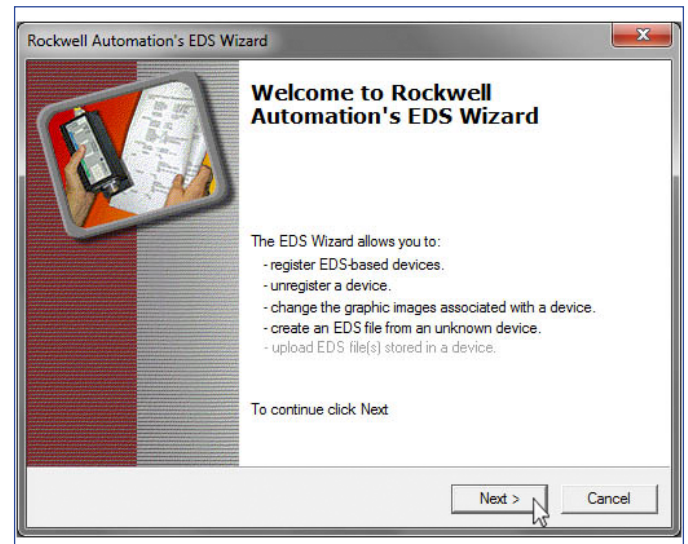 Rockwell Automation's EDS Wizard
Welcome to Rockwell
Automation's EDS Wizard
The EDS Wizard allows you to:
- register EDS-based devices.
- unregister a device.
- change the graphic images associated with a device.
- create an EDS file from an unknown device.
- upload EDS file(s) stored in a device.
To continue click Next
Next >
Cancel